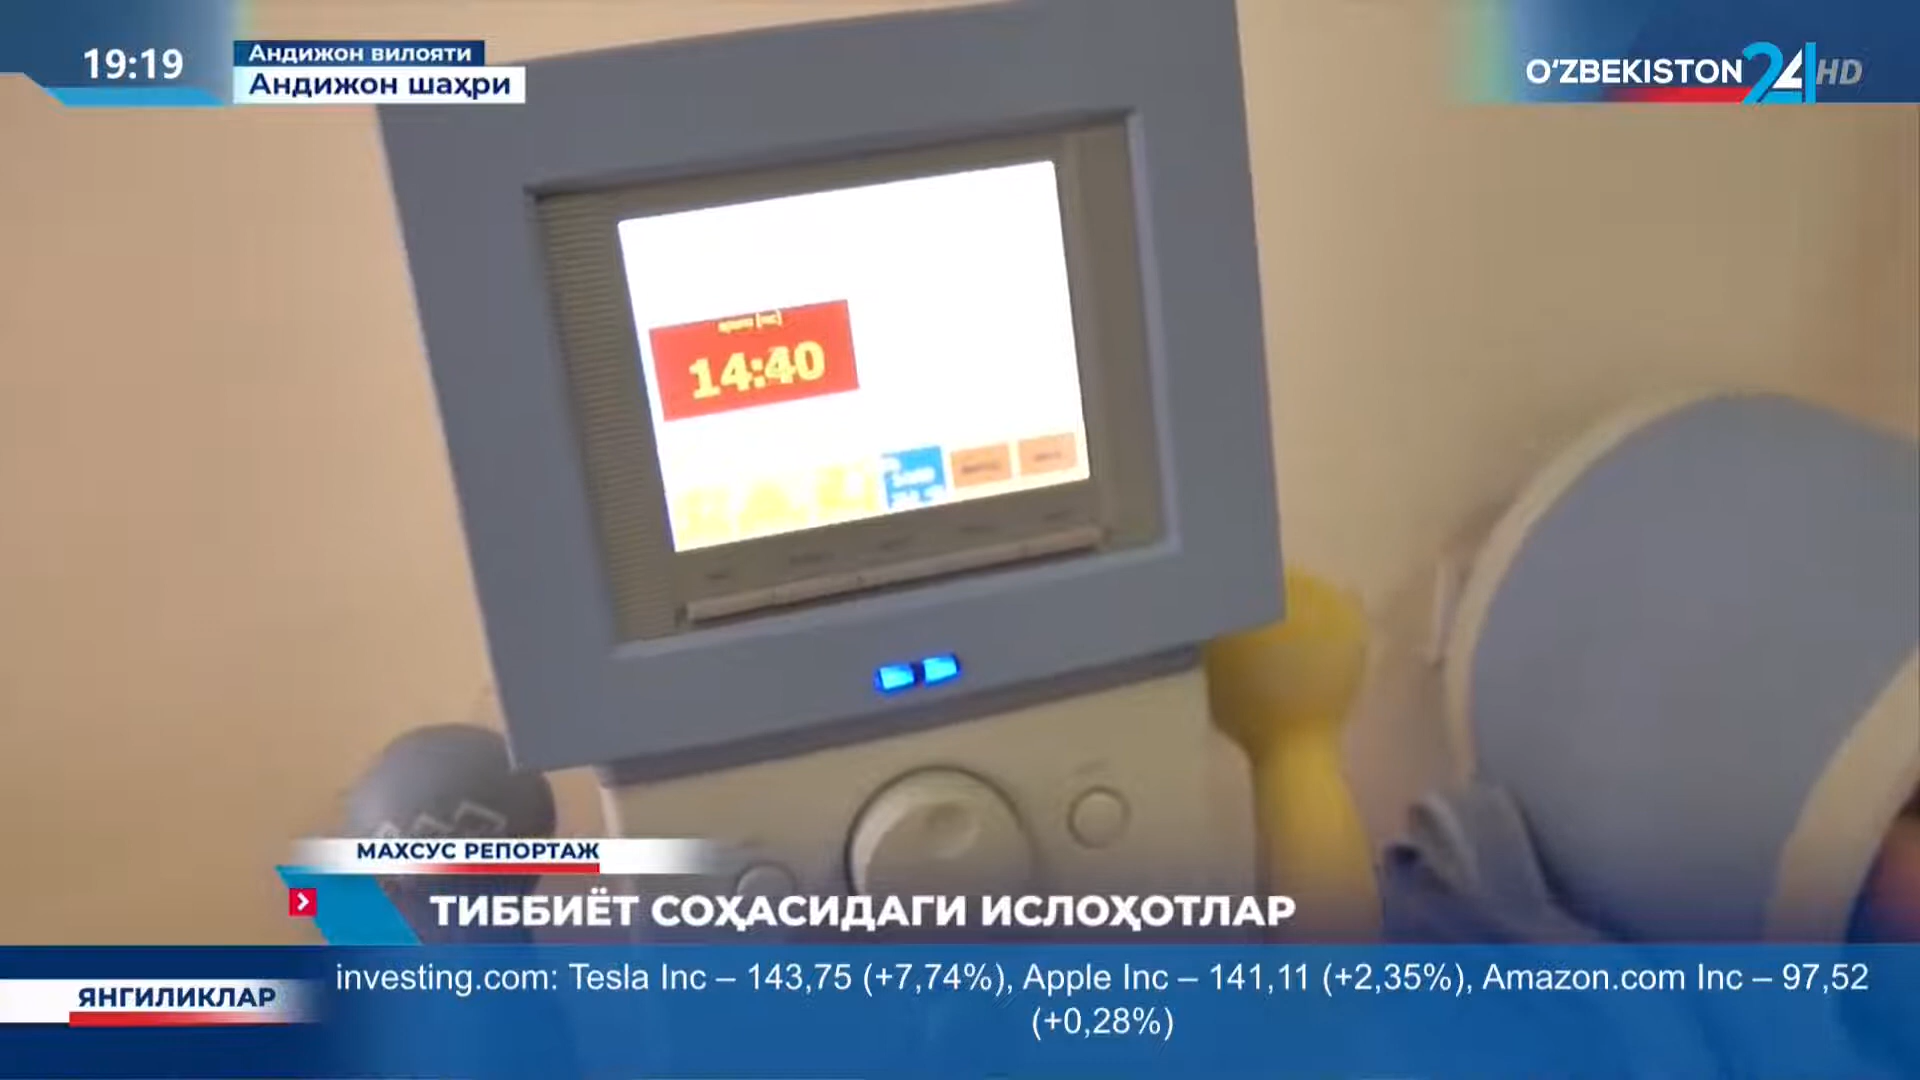 19:19
Андижон вилояти
Андижон шаҳри
O‘ZBEKISTON 24 HD
14:40
МАХСУС РЕПОРТАЖ
ТИББИЁТ СОҲАСИДАГИ ИСЛОҲОТЛАР
ЯНГИЛИКЛАР
investing.com: Tesla Inc – 143,75 (+7,74%), Apple Inc – 141,11 (+2,35%), Amazon.com Inc – 97,52
(+0,28%)